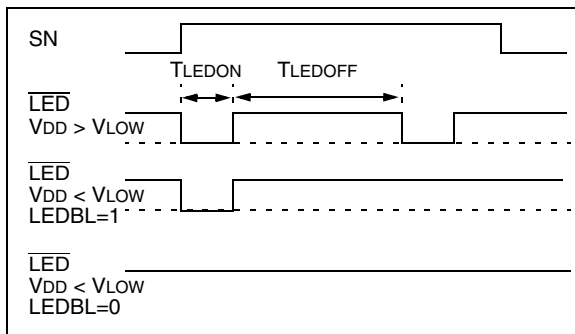 SN
TLEDON TLEDOFF
LED
VDD > VLOW
LED
VDD < VLOW
LEDBL=1
LED
VDD < VLOW
LEDBL=0